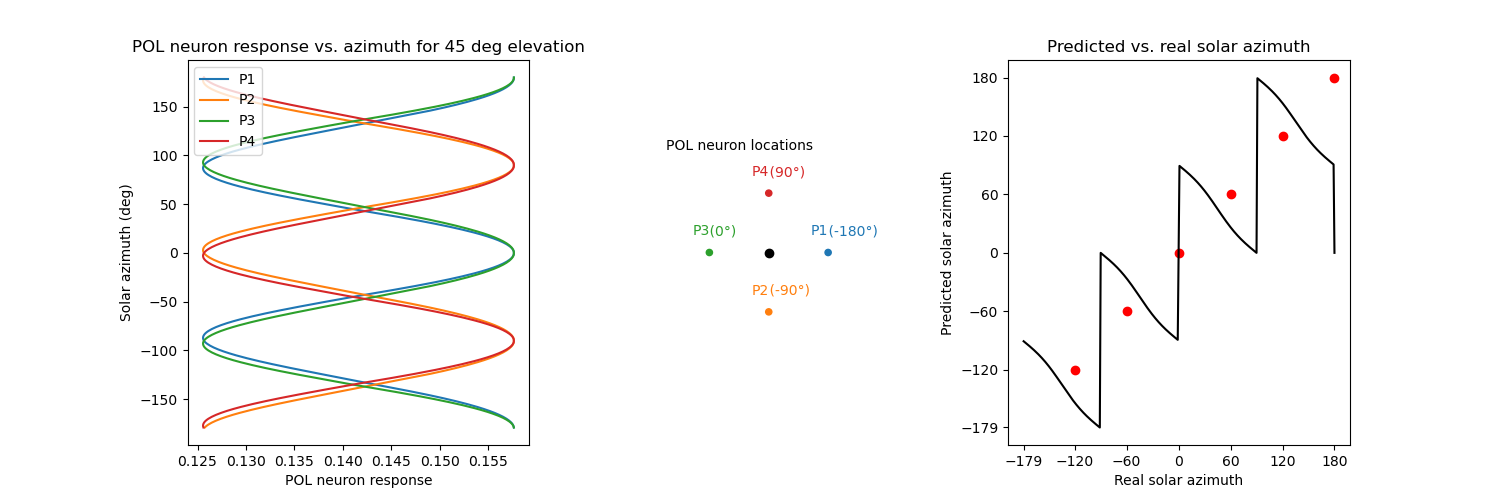 POL neuron response vs. azimuth for 45 deg elevation
P1
P2
P3
P4
150
100
50
0
−50
−100
−150
Solar azimuth (deg)
0.125 0.130 0.135 0.140 0.145 0.150 0.155
POL neuron response
POL neuron locations
P4(90°)
P3(0°) P1(-180°)
P2(-90°)
Predicted vs. real solar azimuth
180
120
60
0
−60
−120
−179
Predicted solar azimuth
−179 −120 −60 0 60 120 180
Real solar azimuth